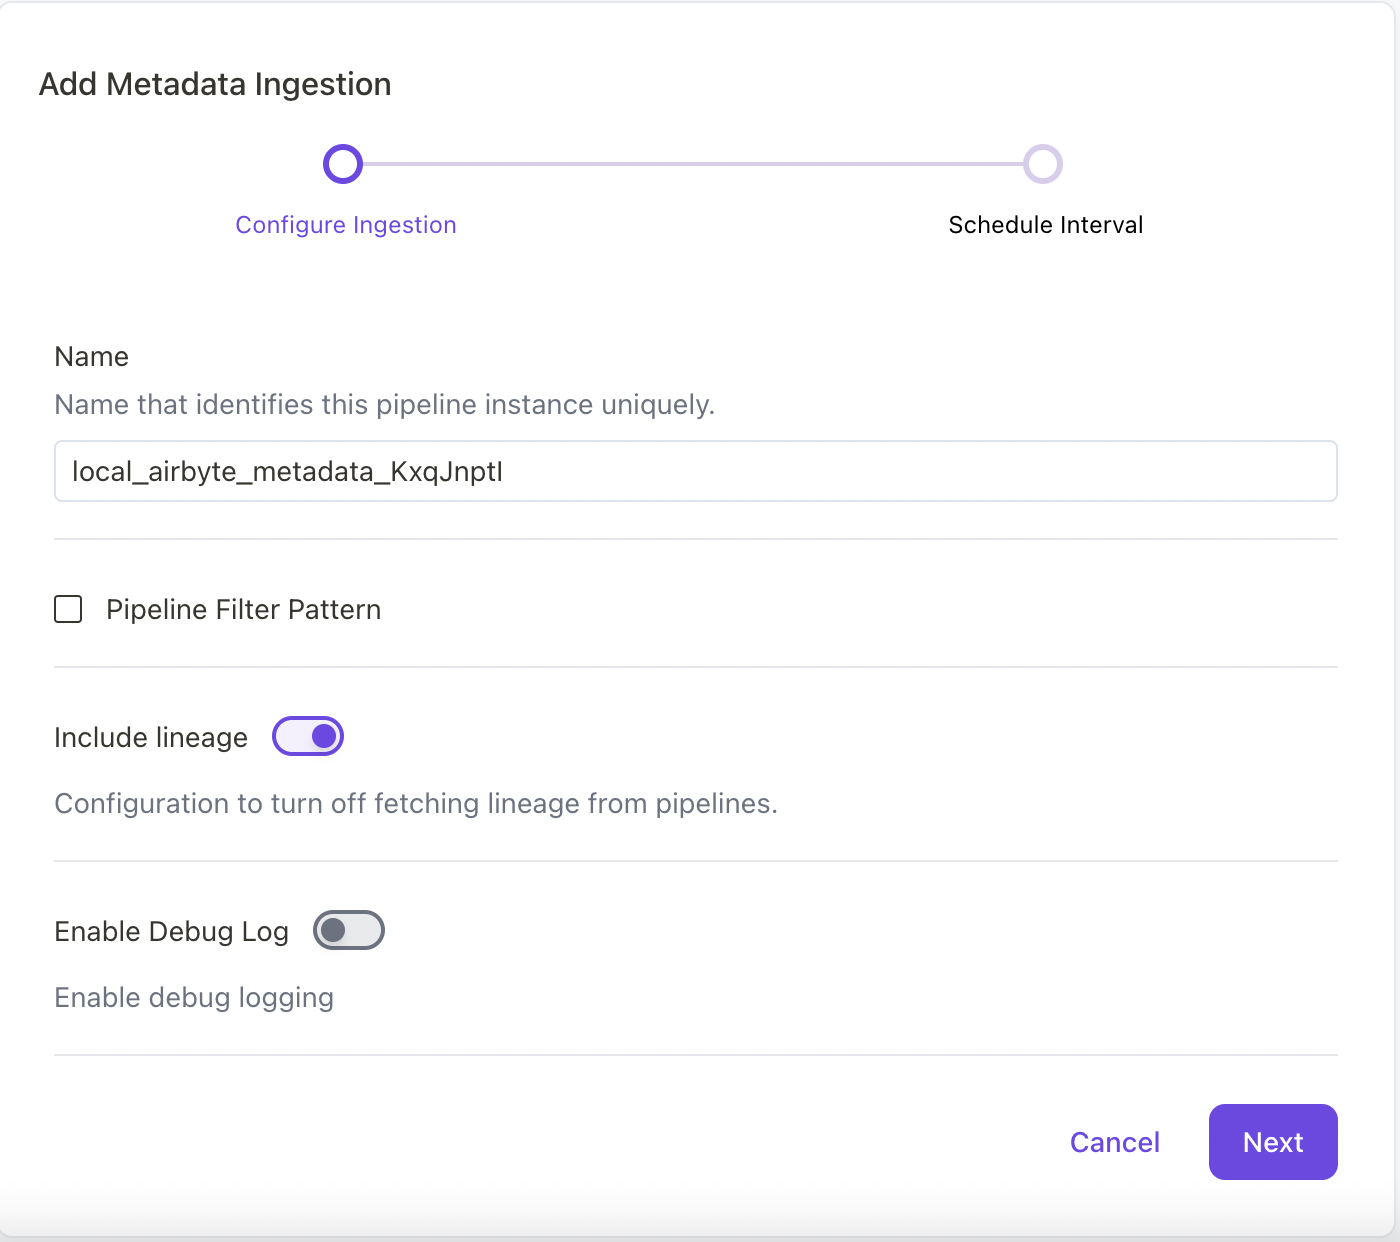 Add Metadata Ingestion
Configure Ingestion
Schedule Interval
Name
Name that identifies this pipeline instance uniquely.
local_airbyte_metadata_KxqJnptI
Pipeline Filter Pattern
Include lineage
Configuration to turn off fetching lineage from pipelines.
Enable Debug Log
Enable debug logging
Cancel
Next